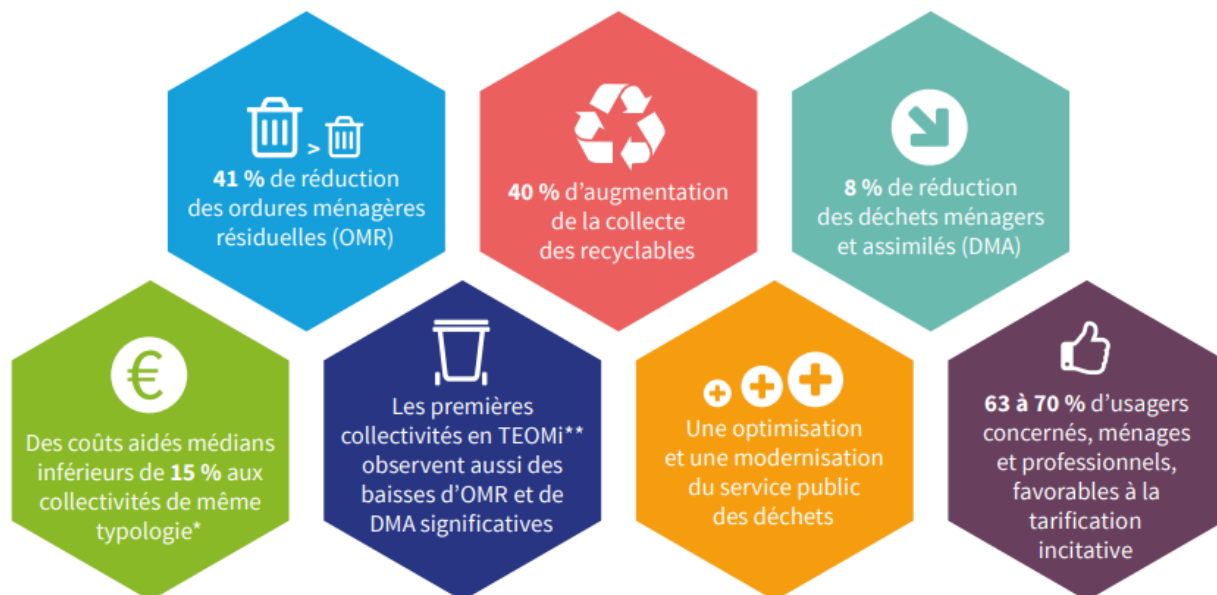 41 % de réduction
des ordures ménagères
résiduelles (OMR)
40 % d’augmentation
de la collecte
des recyclables
8 % de réduction
des déchets ménagers
et assimilés (DMA)
Des coûts aidés médians
inférieurs de 15 % aux
collectivités de même
typologie*
Les premières
collectivités en TEOMi**
observent aussi des
baisses d’OMR et de
DMA significatives
Une optimisation
et une modernisation
du service public
des déchets
63 à 70 % d’usagers
concernés, ménages
et professionnels,
favorables à la
tarification
incitative